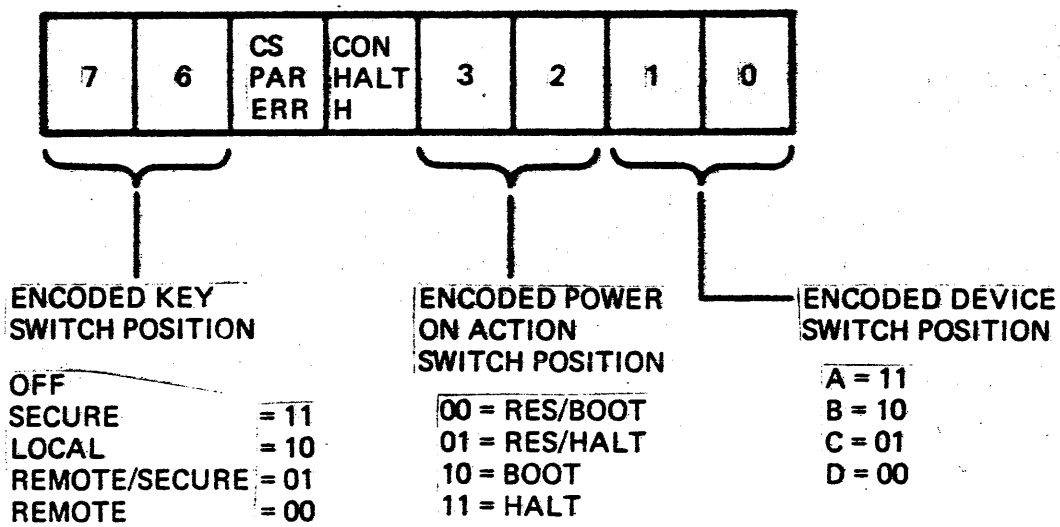 7 6 CS PAR ERR CON HALT H 3 2 1 0
ENCODED KEY
SWITCH POSITION
OFF
SECURE = 11
LOCAL = 10
REMOTE/SECURE = 01
REMOTE = 00
ENCODED POWER
ON ACTION
SWITCH POSITION
00 = RES/BOOT
01 = RES/HALT
10 = BOOT
11 = HALT
ENCODED DEVICE
SWITCH POSITION
A = 11
B = 10
C = 01
D = 00